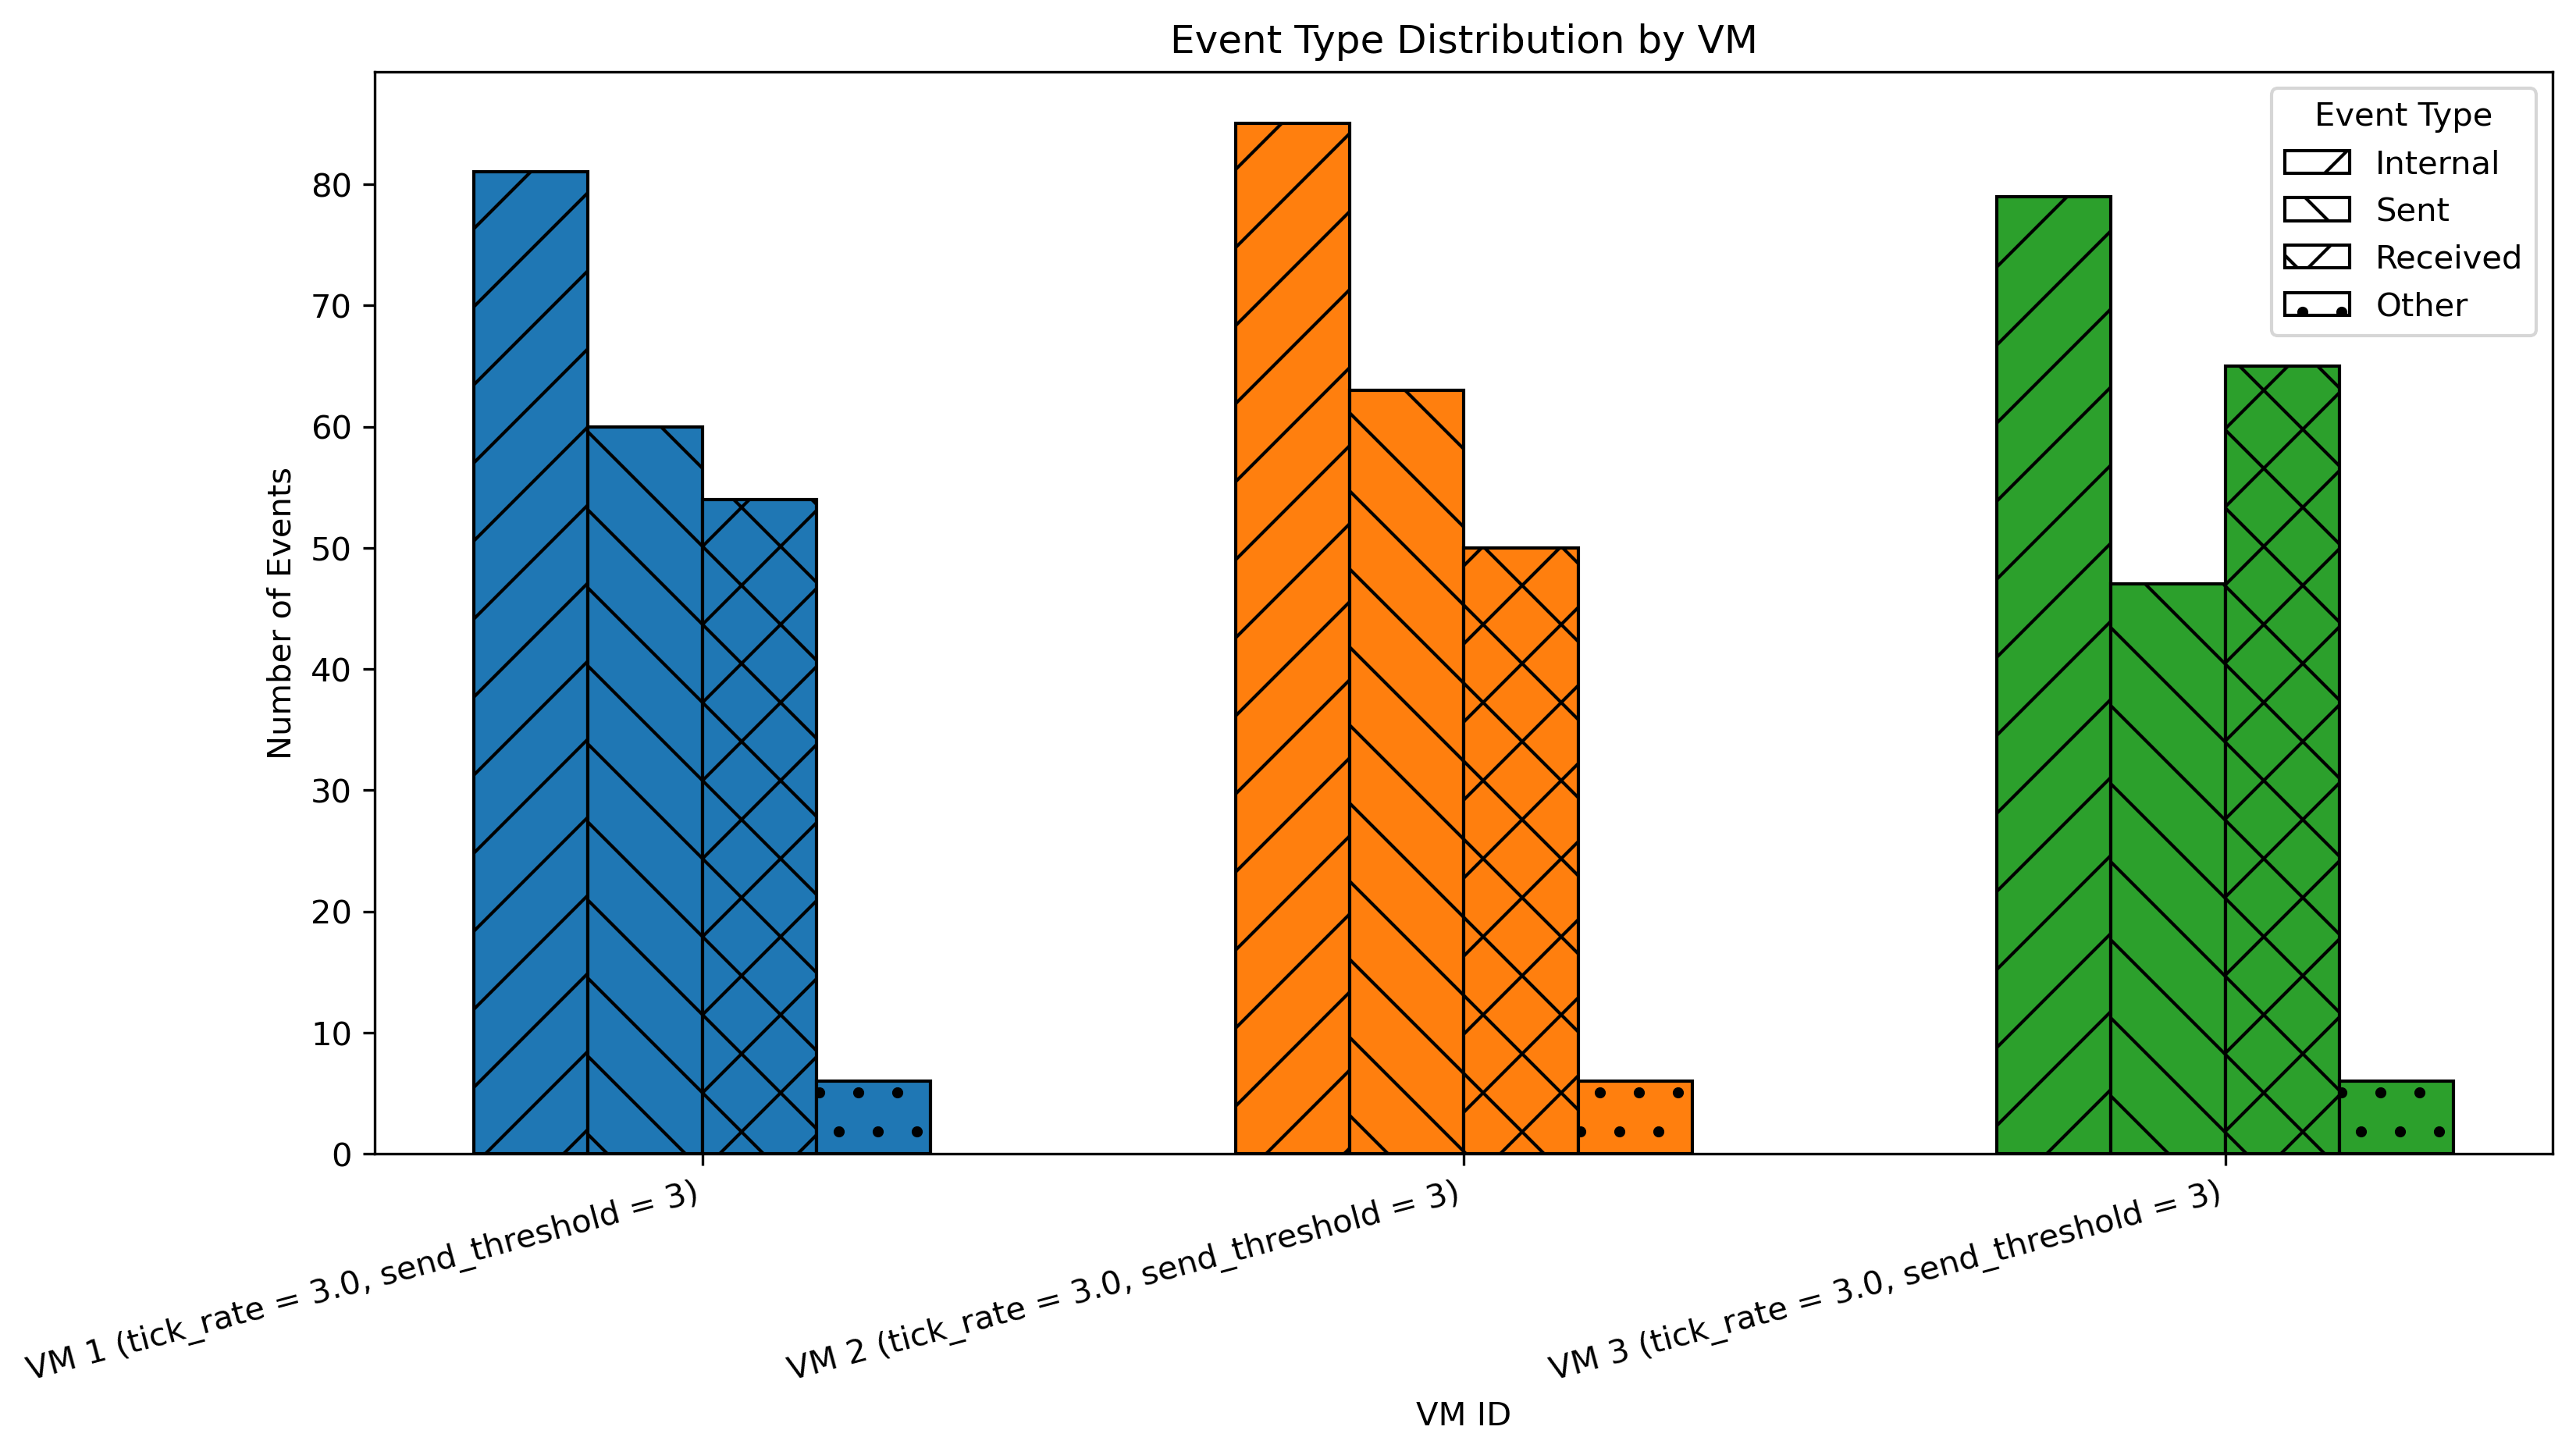 Event Type Distribution by VM
Number of Events
80
70
60
50
40
30
20
10
0
Event Type
Internal
Sent
Received
Other
VM 1 (tick_rate = 3.0, send_threshold = 3)
VM 2 (tick_rate = 3.0, send_threshold = 3)
VM 3 (tick_rate = 3.0, send_threshold = 3)
VM ID